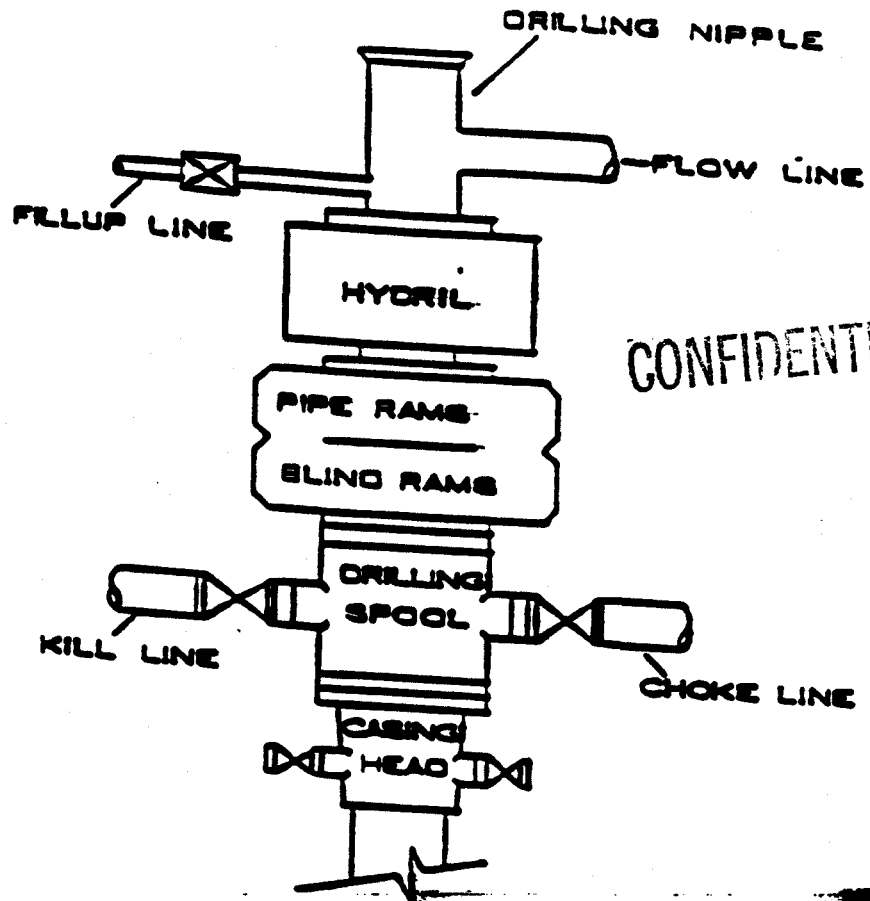 DRILLING NIPPLE
FLOW LINE
FILLUP LINE
HYDRIL
CONFIDENT
PIPE RAMS
BLIND RAMS
DRILLING
SPOOL
KILL LINE
CHOKE LINE
CASING
HEAD